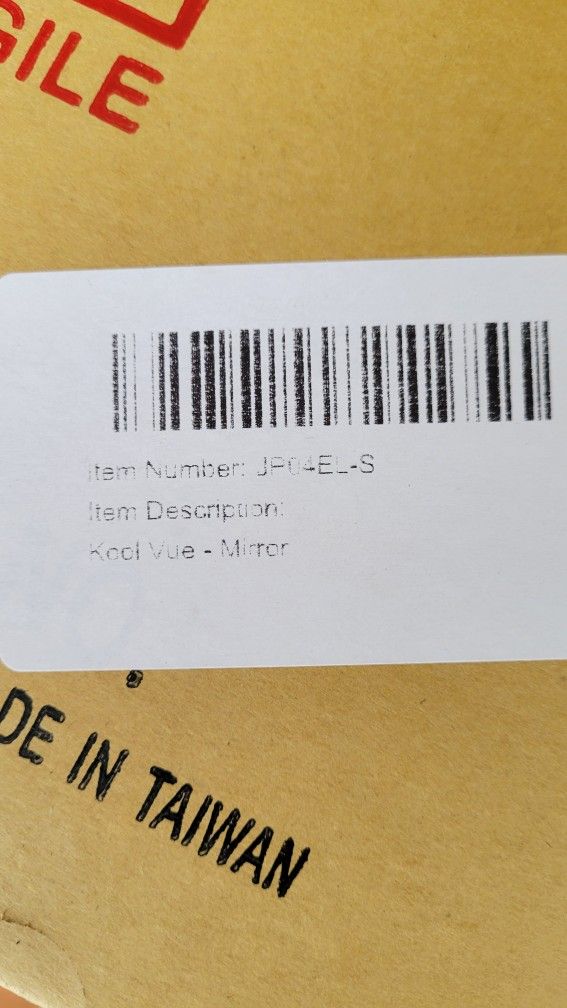 GILE
Item Number: JP04EL-S
Item Description:
Kool Vue - Mirror
DE IN TAIWAN